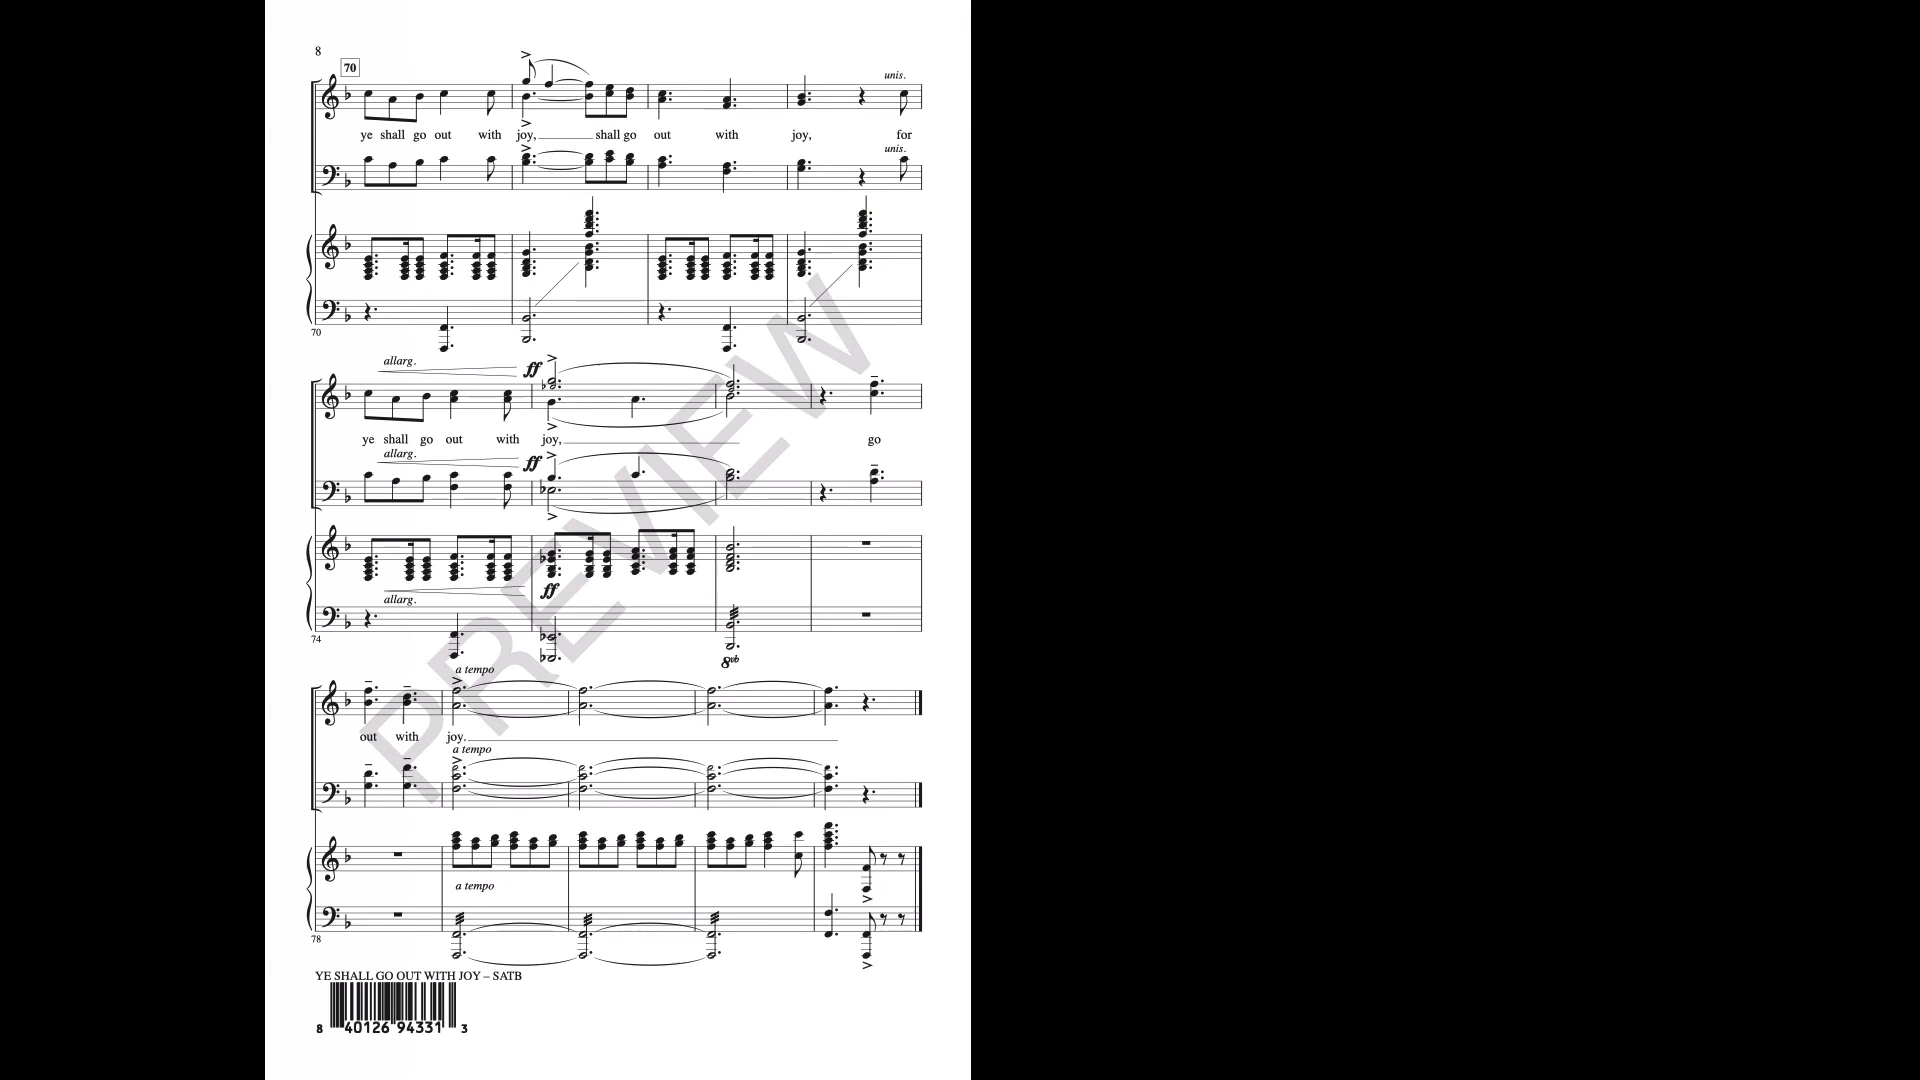 8
70
unis.
ye shall go out with joy, shall go out with joy, for
unis.
70
allarg.
ff
ye shall go out with joy, go
allarg.
ff
ff
allarg.
74
8vb
a tempo
out with joy.
a tempo
a tempo
78
YE SHALL GO OUT WITH JOY – SATB
8 40126 94331 3
PREVIEW